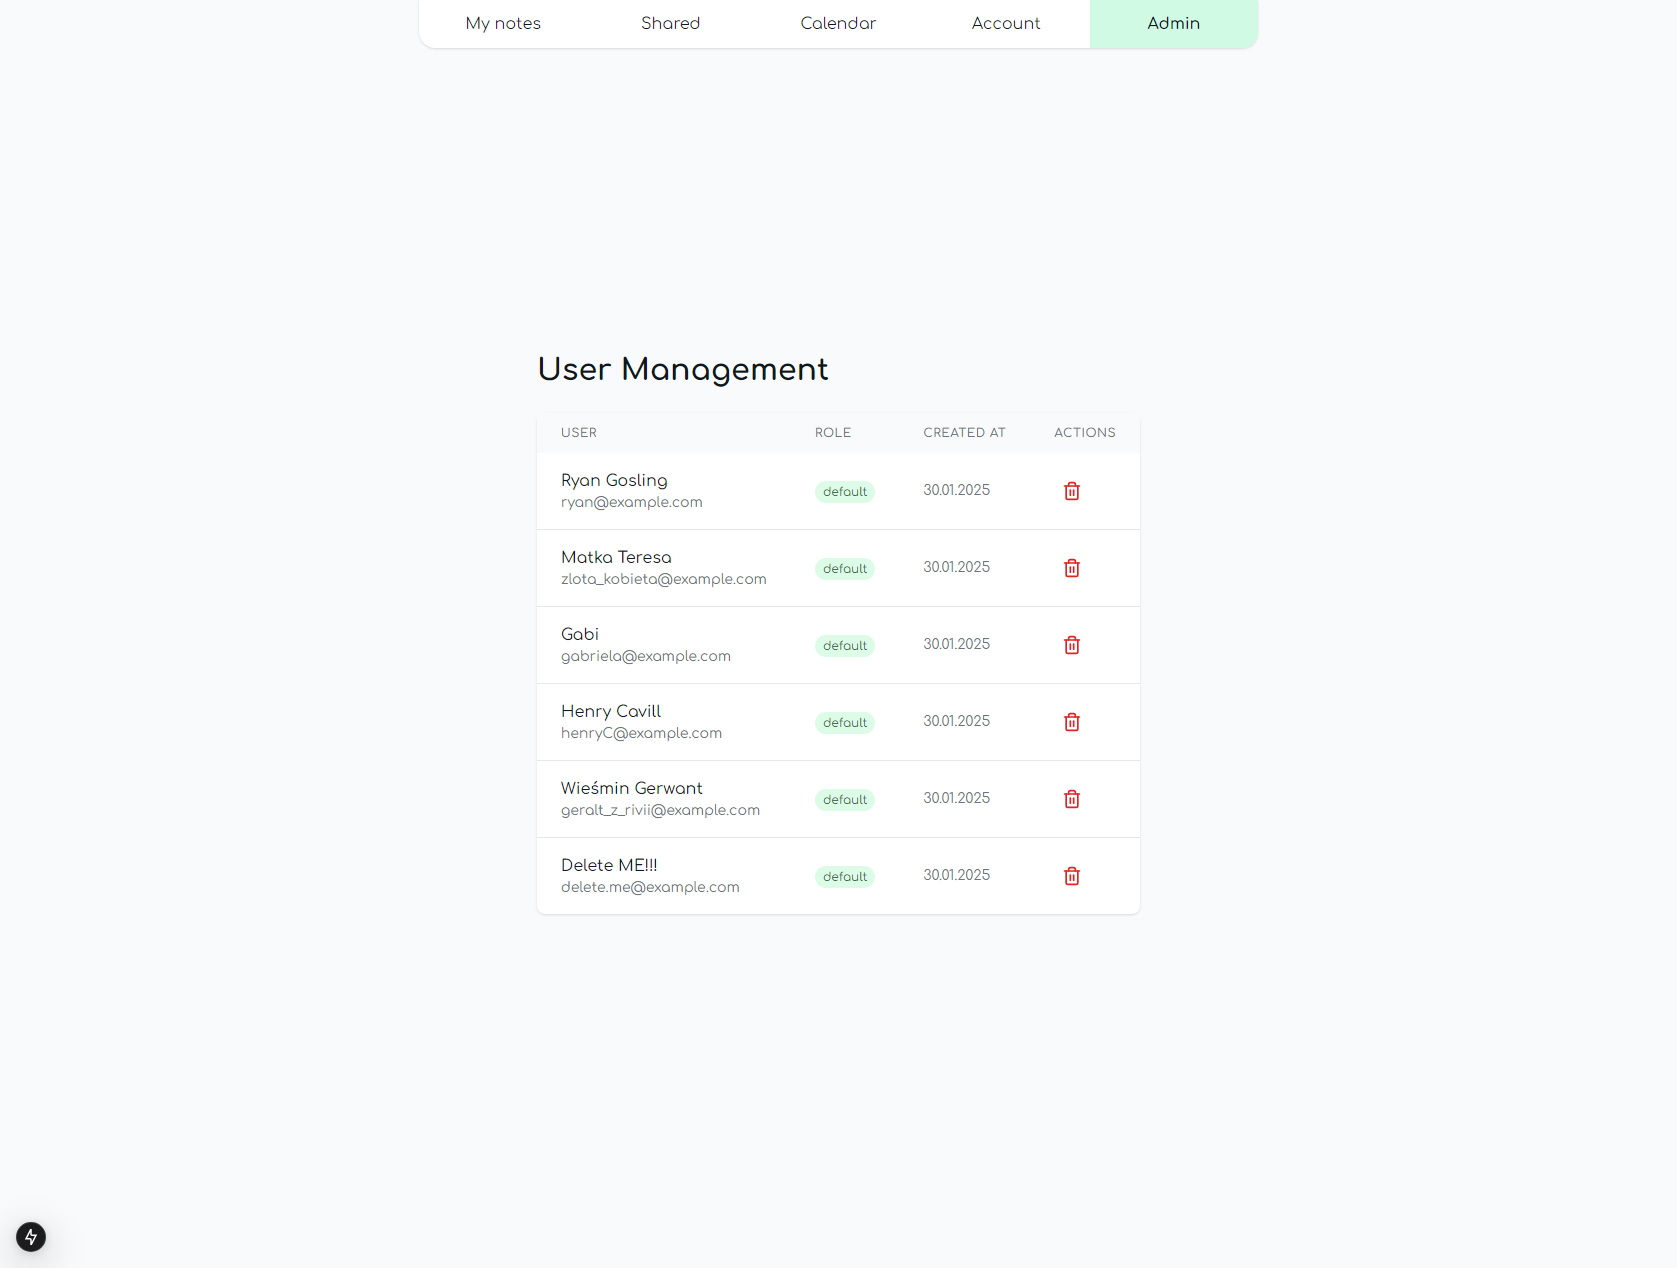 My notes Shared Calendar Account Admin
User Management
USER ROLE CREATED AT ACTIONS
Ryan Gosling
ryan@example.com
default 30.01.2025
Matka Teresa
zlota_kobieta@example.com
default 30.01.2025
Gabi
gabriela@example.com
default 30.01.2025
Henry Cavill
henryC@example.com
default 30.01.2025
Wieśmin Gerwant
geralt_z_rivii@example.com
default 30.01.2025
Delete ME!!!
delete.me@example.com
default 30.01.2025